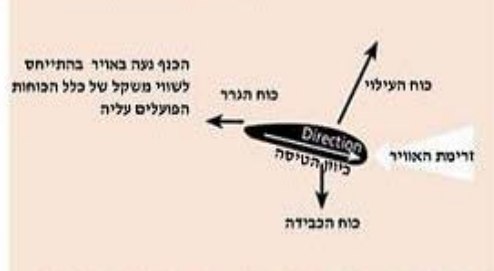 הכנף נעה באויר בהתייחס
לשווי משקל של כלל הכוחות
הפועלים עליה
כוח הגרר
כוח העילוי
Direction
כיוון הטיסה
זרימת האוויר
כוח הכבידה